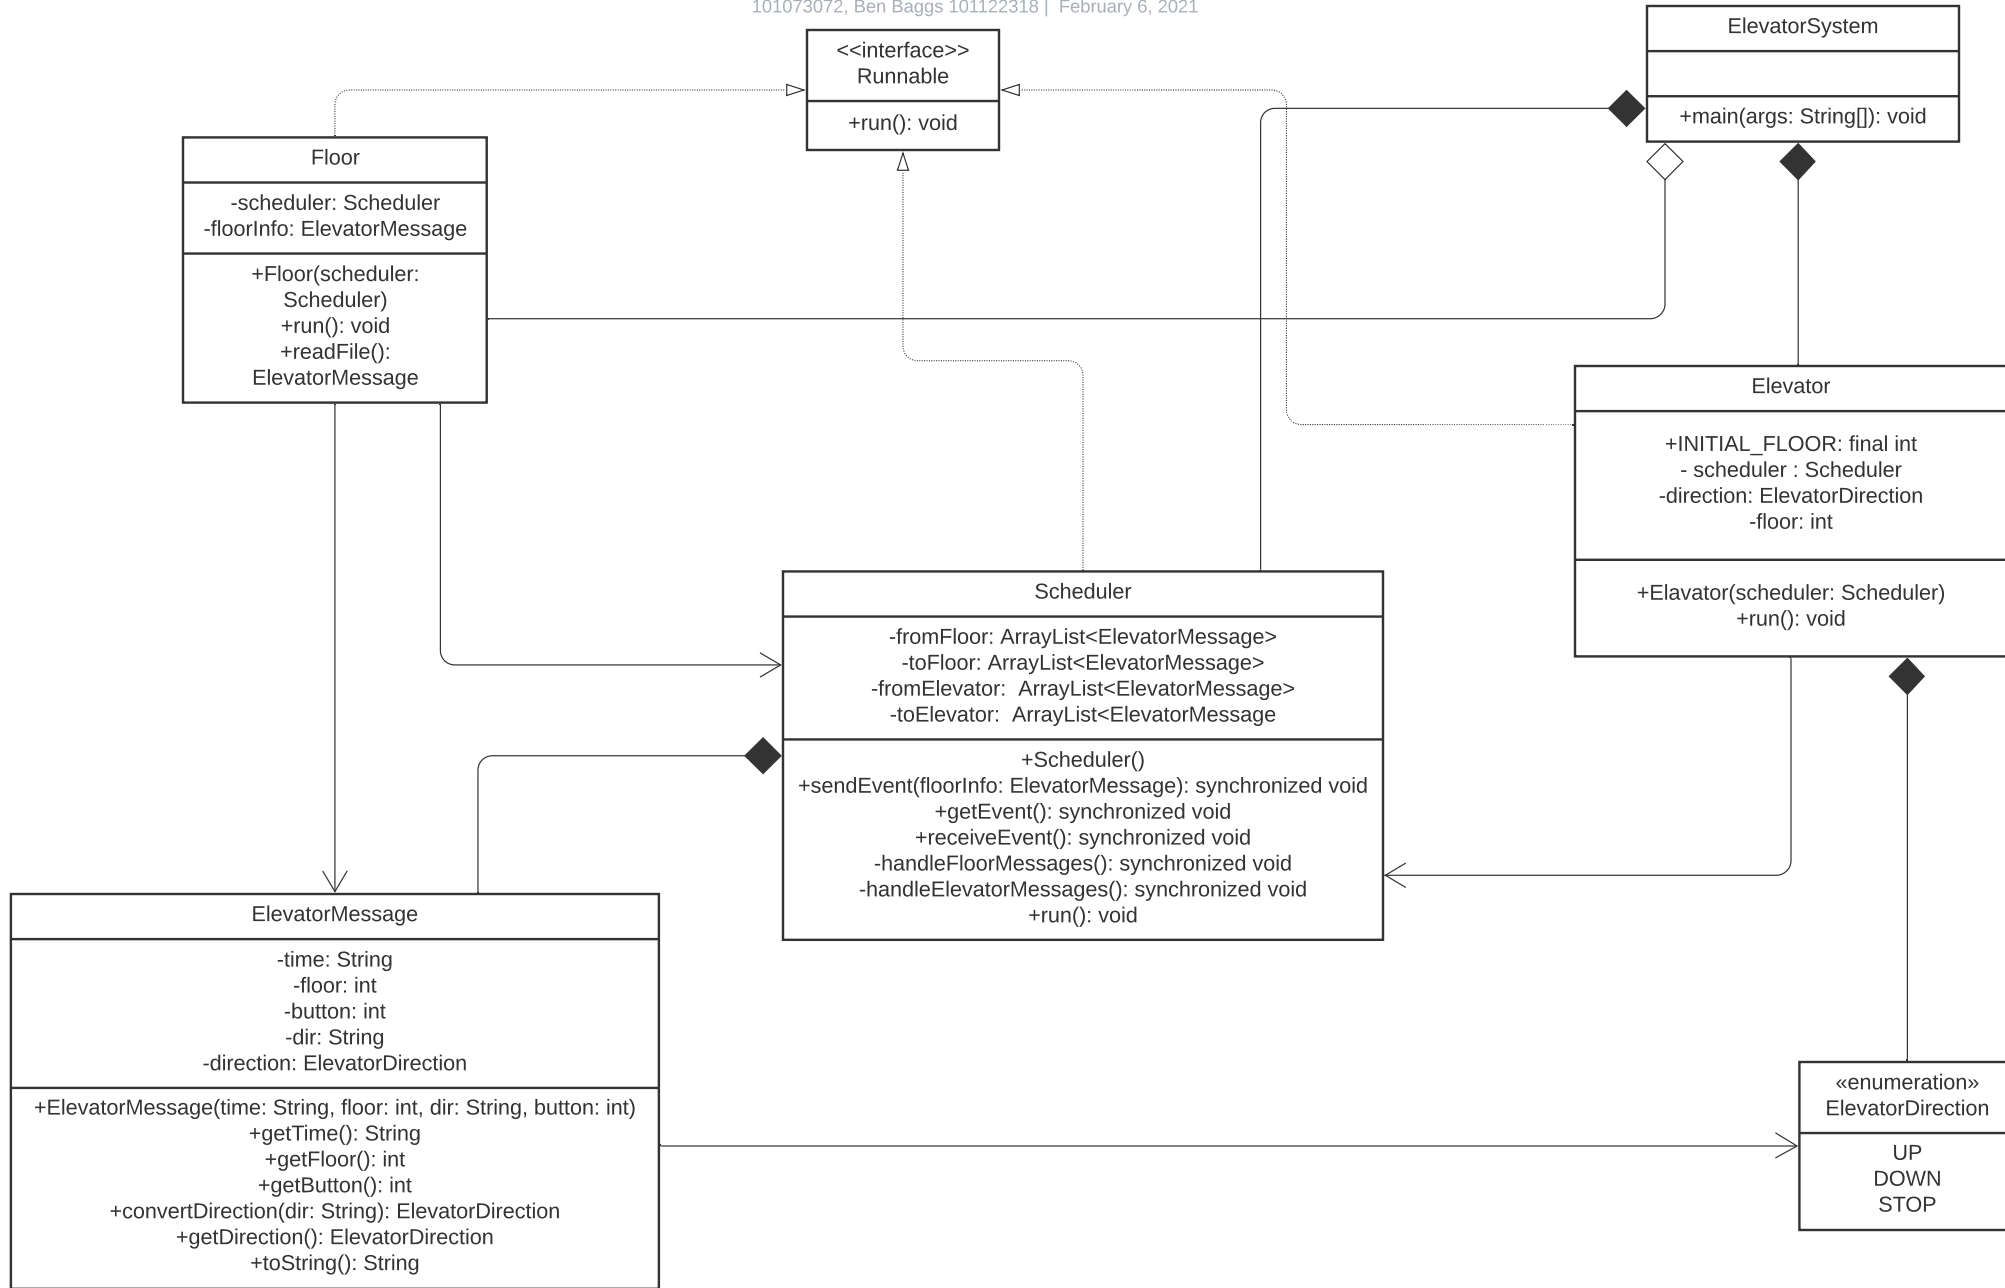 101073072, Ben Baggs 101122318 |  February 6, 2021
<<interface>>
Runnable
+run(): void
ElevatorSystem
+main(args: String[]): void
Floor
-scheduler: Scheduler
-floorInfo: ElevatorMessage
+Floor(scheduler:
Scheduler)
+run(): void
+readFile():
ElevatorMessage
Elevator
+INITIAL_FLOOR: final int
- scheduler : Scheduler
-direction: ElevatorDirection
-floor: int
+Elavator(scheduler: Scheduler)
+run(): void
Scheduler
-fromFloor: ArrayList<ElevatorMessage>
-toFloor: ArrayList<ElevatorMessage>
-fromElevator:  ArrayList<ElevatorMessage>
-toElevator:  ArrayList<ElevatorMessage
+Scheduler()
+sendEvent(floorInfo: ElevatorMessage): synchronized void
+getEvent(): synchronized void
+receiveEvent(): synchronized void
-handleFloorMessages(): synchronized void
-handleElevatorMessages(): synchronized void
+run(): void
ElevatorMessage
-time: String
-floor: int
-button: int
-dir: String
-direction: ElevatorDirection
+ElevatorMessage(time: String, floor: int, dir: String, button: int)
+getTime(): String
+getFloor(): int
+getButton(): int
+convertDirection(dir: String): ElevatorDirection
+getDirection(): ElevatorDirection
+toString(): String
«enumeration»
ElevatorDirection
UP
DOWN
STOP